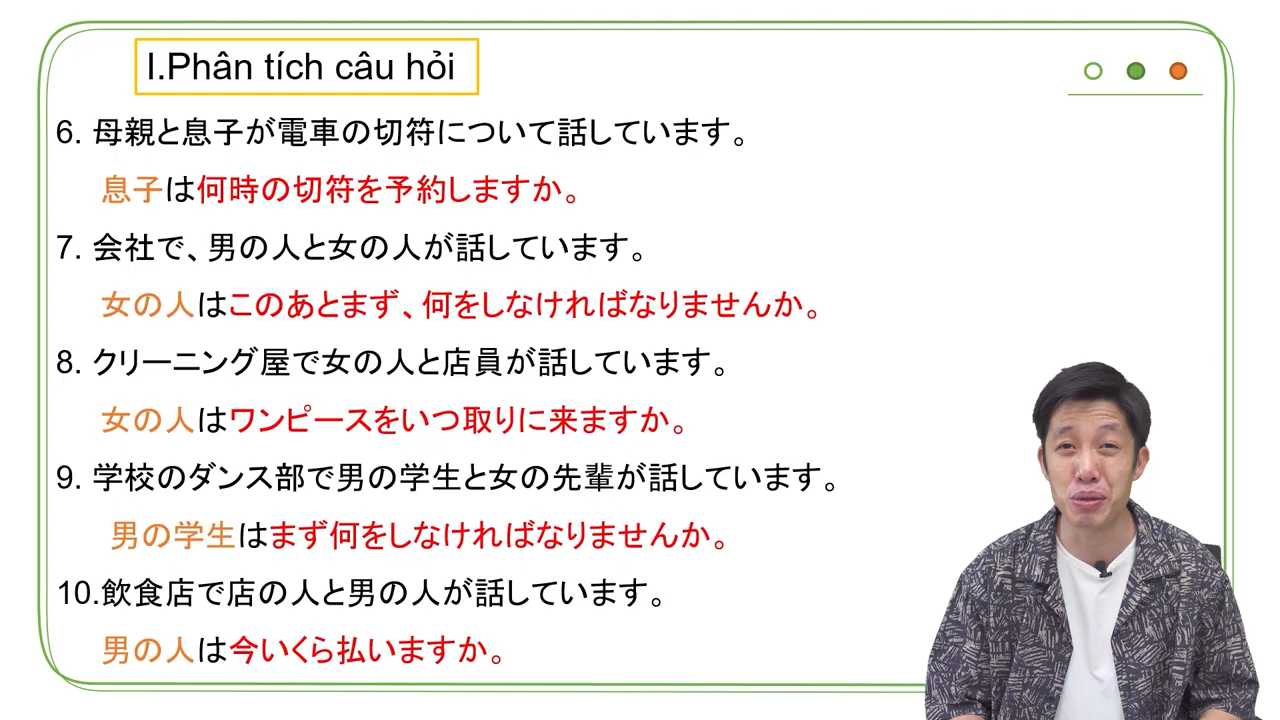 I.Phân tích câu hỏi
6. 母親と息子が電車の切符について話しています。
息子は何時の切符を予約しますか。
7. 会社で、男の人と女の人が話しています。
女の人はこのあとまず、何をしなければなりませんか。
8. クリーニング屋で女の人と店員が話しています。
女の人はワンピースをいつ取りに来ますか。
9. 学校のダンス部で男の学生と女の先輩が話しています。
男の学生はまず何をしなければなりませんか。
10.飲食店で店の人と男の人が話しています。
男の人は今いくら払いますか。